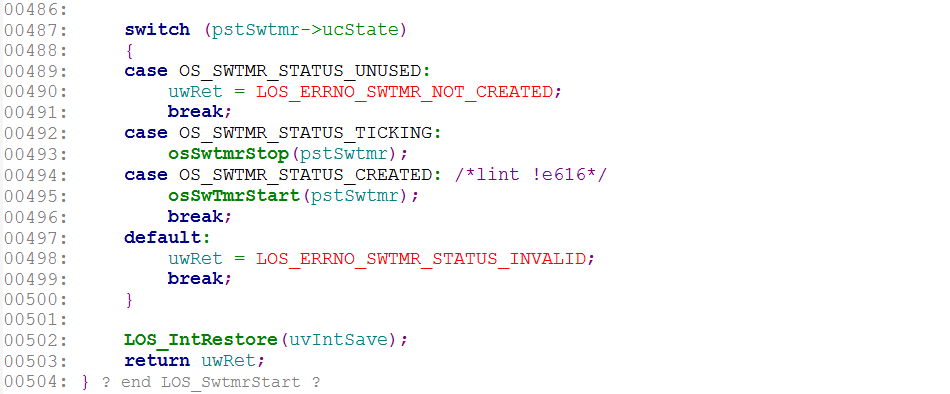 00486:
00487:     switch (pstSwtmr->ucState)
00488:     {
00489:     case OS_SWTMR_STATUS_UNUSED:
00490:         uwRet = LOS_ERRNO_SWTMR_NOT_CREATED;
00491:         break;
00492:     case OS_SWTMR_STATUS_TICKING:
00493:         osSwtmrStop(pstSwtmr);
00494:     case OS_SWTMR_STATUS_CREATED: /*lint !e616*/
00495:         osSwTmrStart(pstSwtmr);
00496:         break;
00497:     default:
00498:         uwRet = LOS_ERRNO_SWTMR_STATUS_INVALID;
00499:         break;
00500:     }
00501:
00502:     LOS_IntRestore(uvIntSave);
00503:     return uwRet;
00504: } ? end LOS_SwtmrStart ?